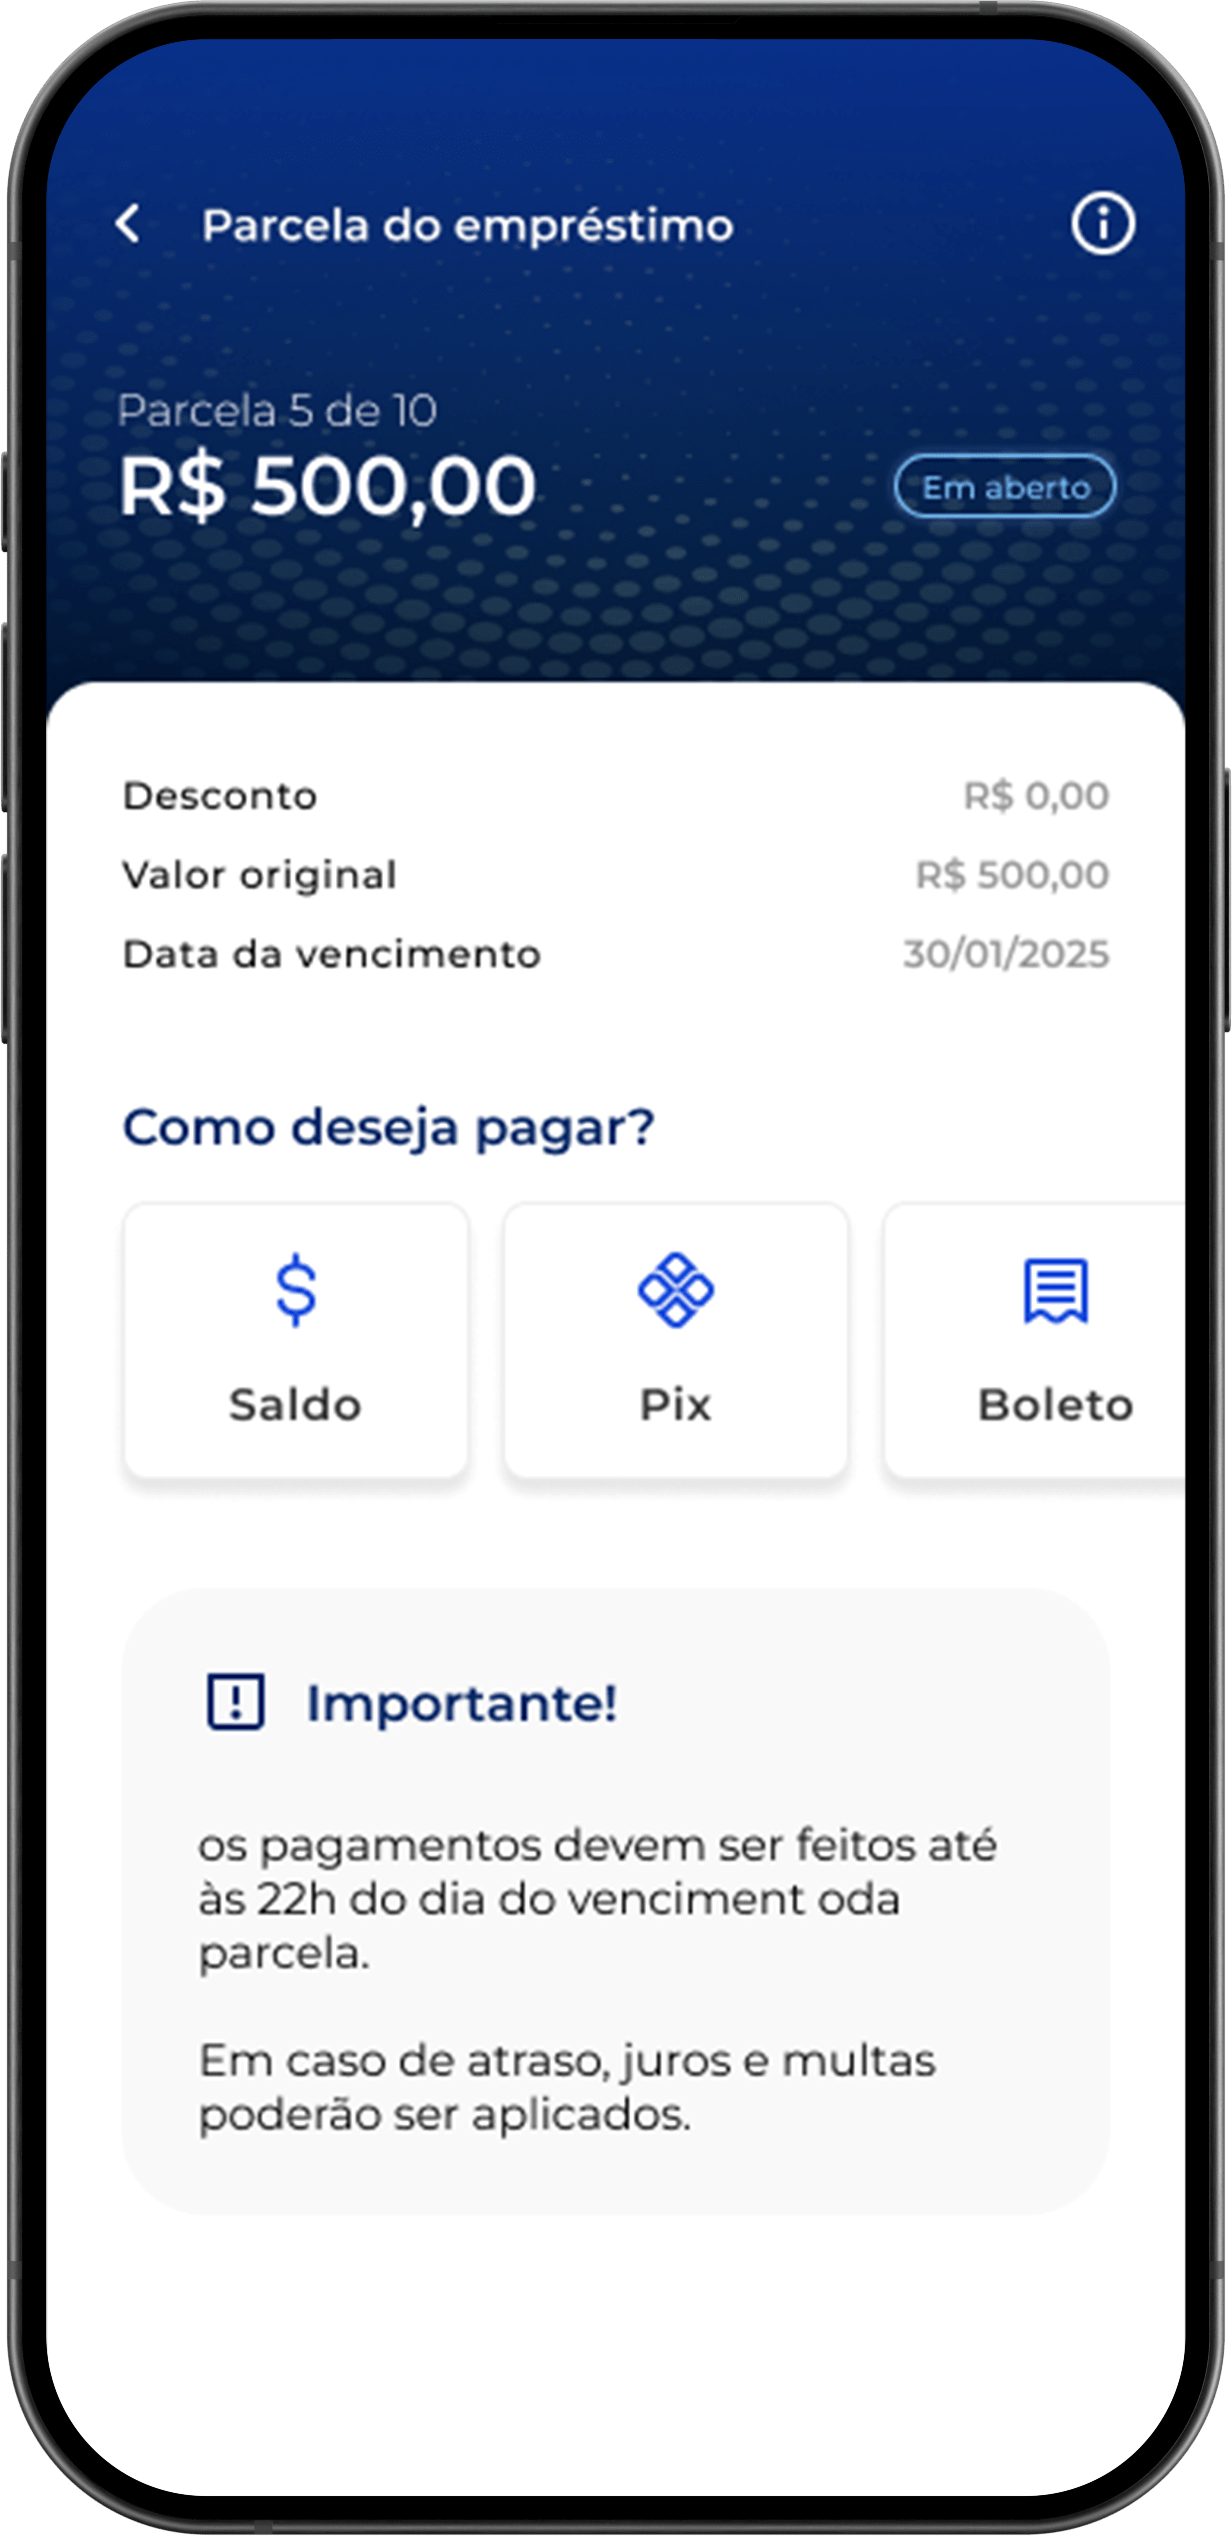 Parcela do empréstimo
Parcela 5 de 10
R$ 500,00
Em aberto
Desconto R$ 0,00
Valor original R$ 500,00
Data da vencimento 30/01/2025
Como deseja pagar?
Saldo Pix Boleto
Importante!
os pagamentos devem ser feitos até
às 22h do dia do venciment oda
parcela.
Em caso de atraso, juros e multas
poderão ser aplicados.